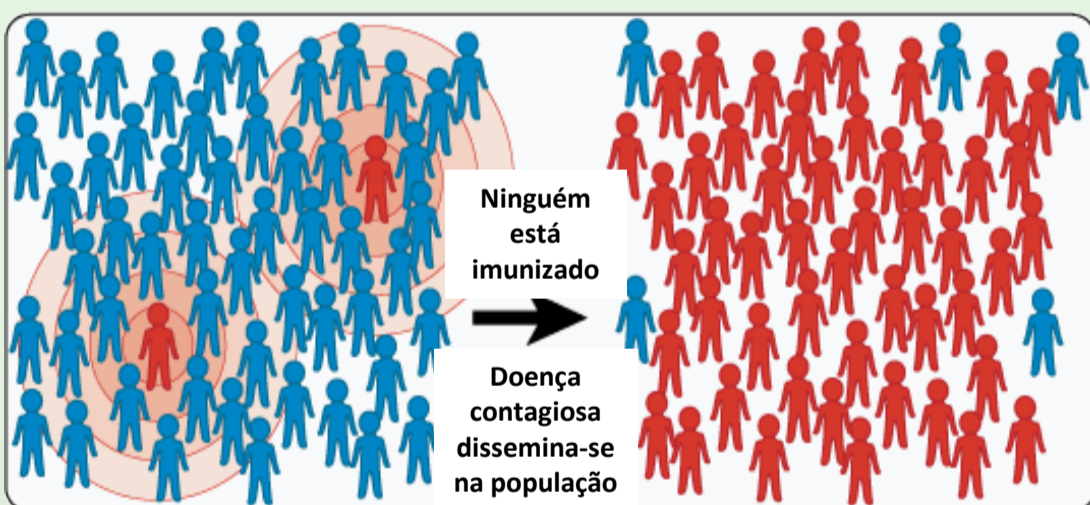 Ninguém
está
imunizado
Doença
contagiosa
dissemina-se
na população